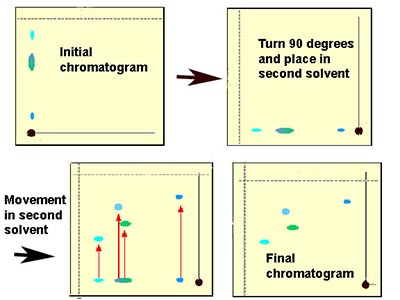 Initial
chromatogram
Turn 90 degrees
and place in
second solvent
Movement
in second
solvent
Final
chromatogram